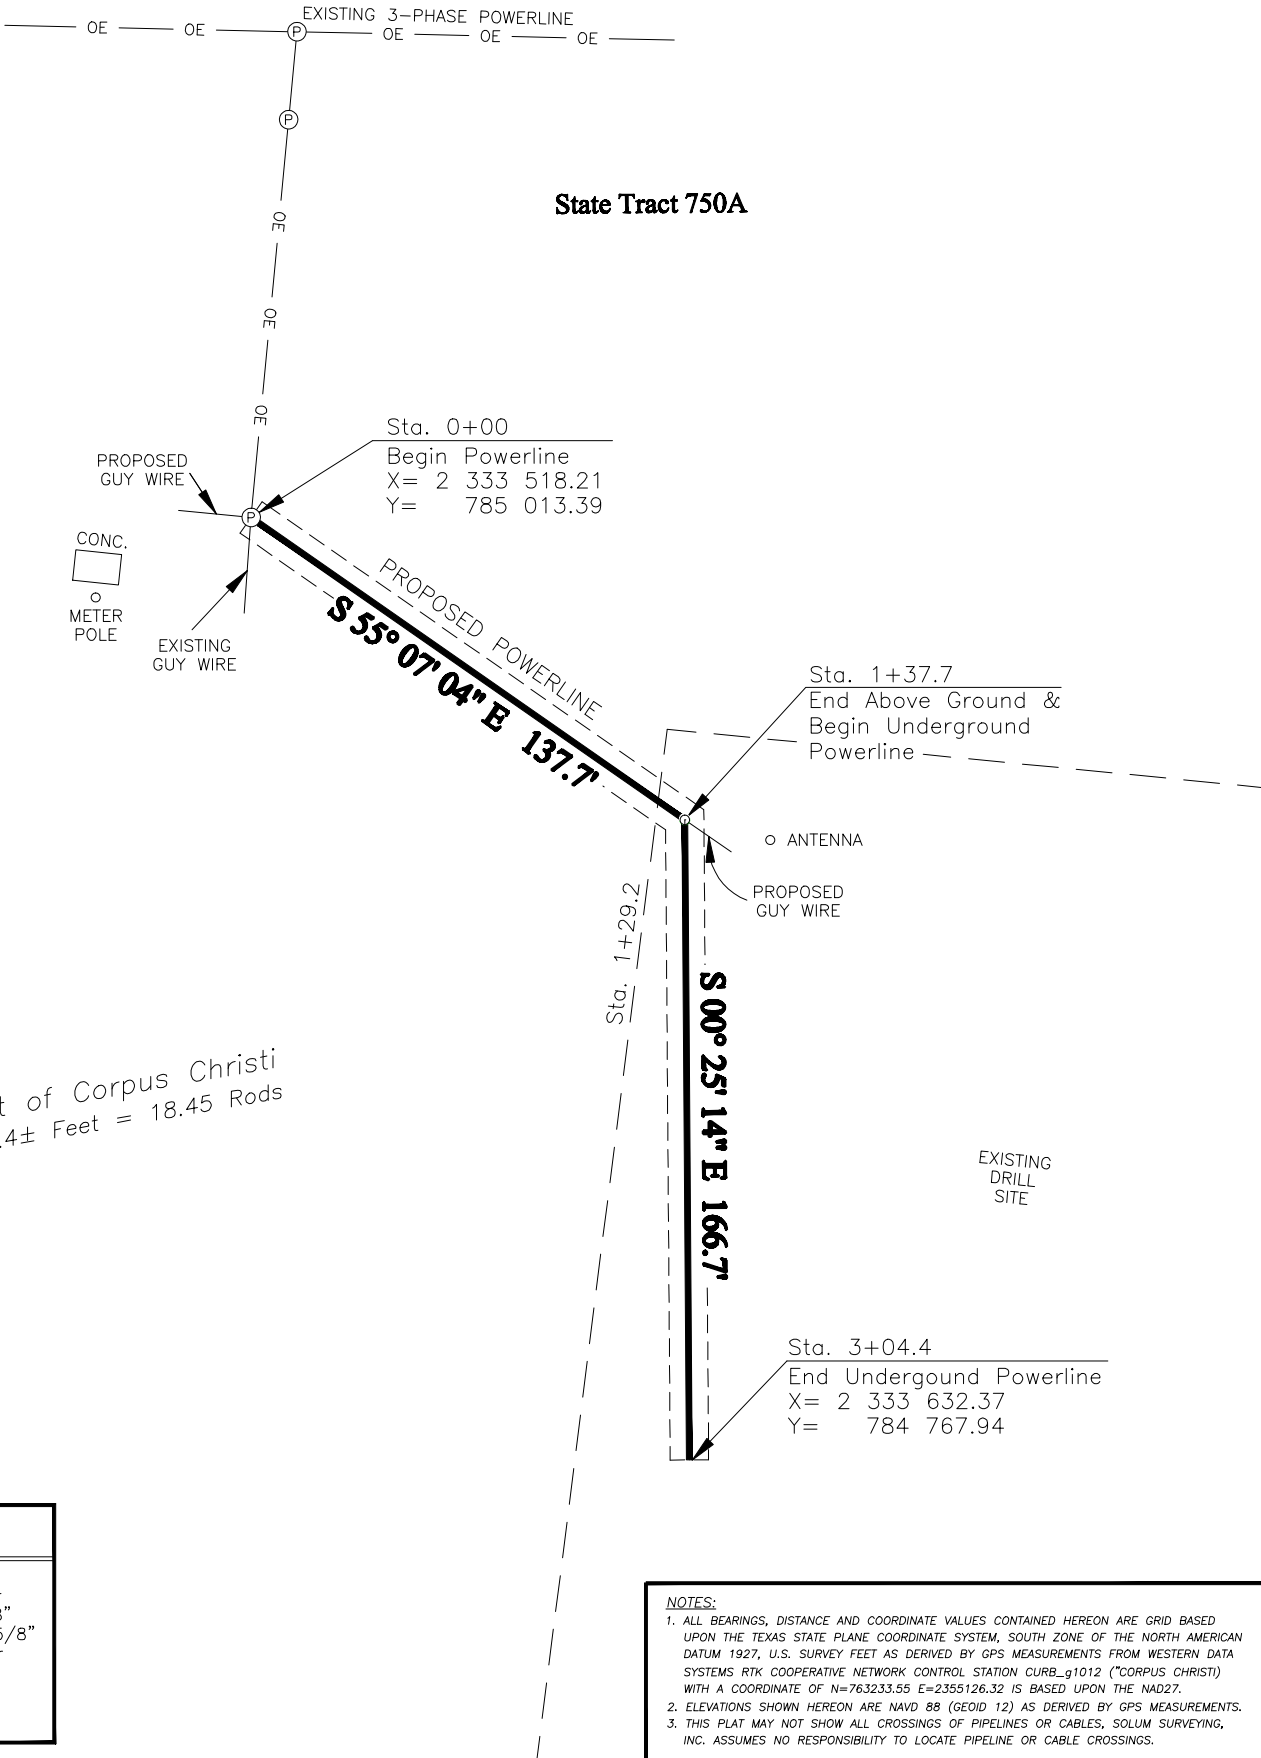 EXISTING 3-PHASE POWERLINE
OE
OE
OE
OE
OE
P
P
State Tract 750A
OE
OE
OE
Sta. 0+00
Begin Powerline
X= 2 333 518.21
Y= 785 013.39
PROPOSED
GUY WIRE
P
CONC.
METER
POLE
EXISTING
GUY WIRE
PROPOSED POWERLINE
S 55° 07' 04" E 137.7'
Sta. 1+37.7
End Above Ground &
Begin Underground
Powerline
ANTENNA
PROPOSED
GUY WIRE
Sta. 1+29.2
S 00° 25' 14" E 166.7'
of Corpus Christi
.4± Feet = 18.45 Rods
EXISTING
DRILL
SITE
Sta. 3+04.4
End Undergound Powerline
X= 2 333 632.37
Y= 784 767.94
5/8"
NOTES:
1. ALL BEARINGS, DISTANCE AND COORDINATE VALUES CONTAINED HEREON ARE GRID BASED
UPON THE TEXAS STATE PLANE COORDINATE SYSTEM, SOUTH ZONE OF THE NORTH AMERICAN
DATUM 1927, U.S. SURVEY FEET AS DERIVED BY GPS MEASUREMENTS FROM WESTERN DATA
SYSTEMS RTK COOPERATIVE NETWORK CONTROL STATION CURB_g1012 ("CORPUS CHRISTI)
WITH A COORDINATE OF N=763233.55 E=2355126.32 IS BASED UPON THE NAD27.
2. ELEVATIONS SHOWN HEREON ARE NAVD 88 (GEOID 12) AS DERIVED BY GPS MEASUREMENTS.
3. THIS PLAT MAY NOT SHOW ALL CROSSINGS OF PIPELINES OR CABLES, SOLUM SURVEYING,
INC. ASSUMES NO RESPONSIBILITY TO LOCATE PIPELINE OR CABLE CROSSINGS.